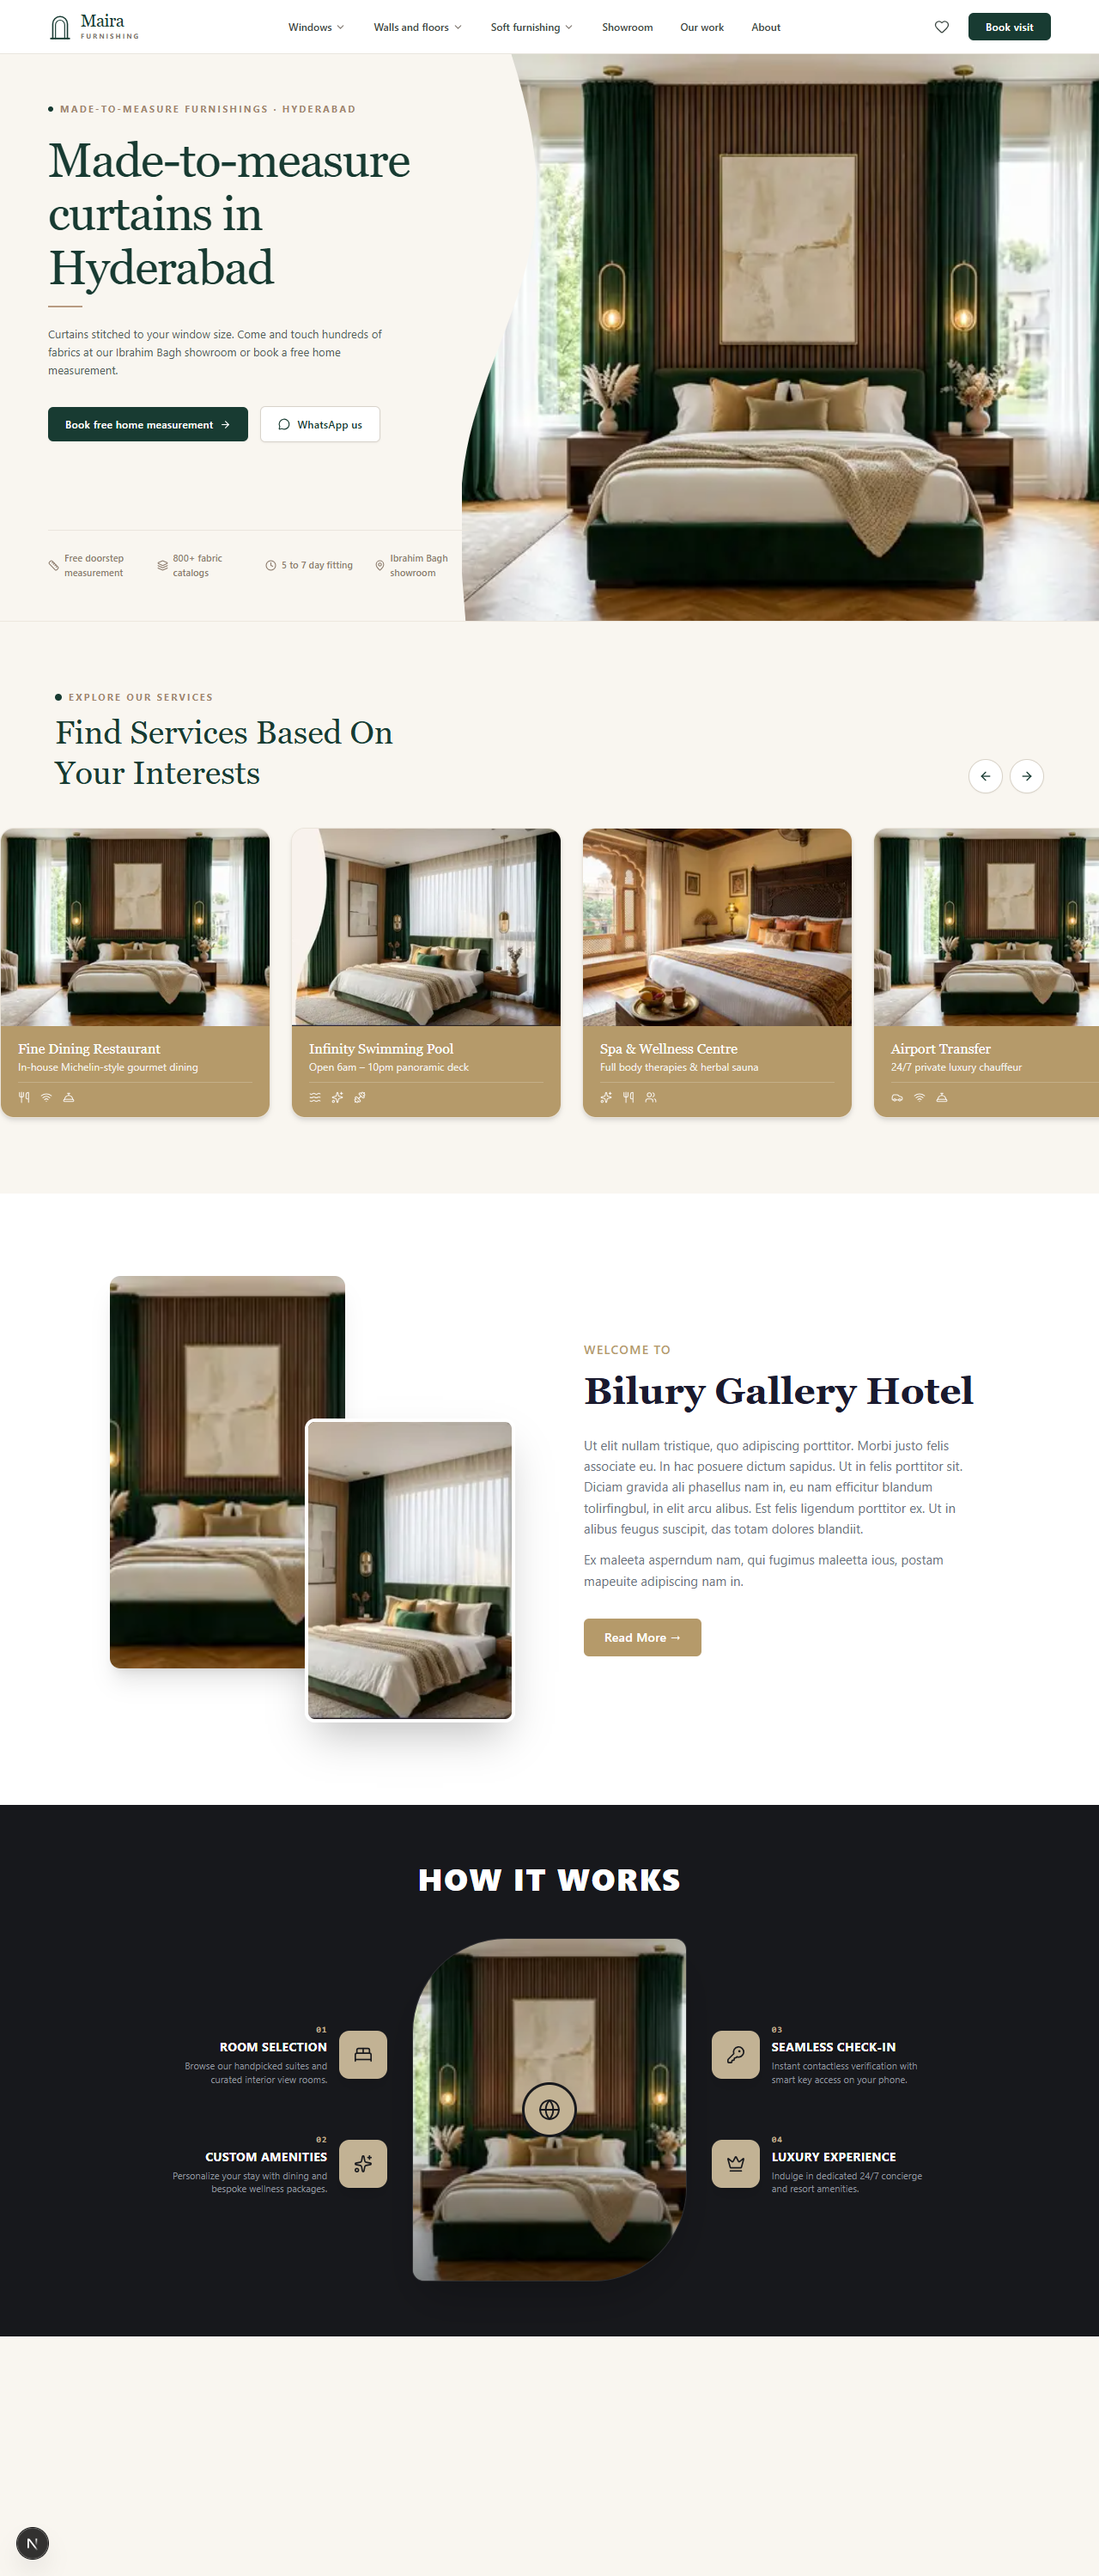 Maira
FURNISHING
Windows
Walls and floors
Soft furnishing
Showroom
Our work
About
Book visit
MADE-TO-MEASURE FURNISHINGS · HYDERABAD
Made-to-measure
curtains in
Hyderabad
Curtains stitched to your window size. Come and touch hundreds of
fabrics at our Ibrahim Bagh showroom or book a free home
measurement.
Book free home measurement →
WhatsApp us
Free doorstep
measurement
800+ fabric
catalogs
5 to 7 day fitting
Ibrahim Bagh
showroom
EXPLORE OUR SERVICES
Find Services Based On
Your Interests
Fine Dining Restaurant
In-house Michelin-style gourmet dining
Infinity Swimming Pool
Open 6am – 10pm panoramic deck
Spa & Wellness Centre
Full body therapies & herbal sauna
Airport Transfer
24/7 private luxury chauffeur
WELCOME TO
Bilury Gallery Hotel
Ut elit nullam tristique, quo adipiscing porttitor. Morbi justo felis
associate eu. In hac posuere dictum sapidus. Ut in felis porttitor sit.
Diciam gravida ali phasellus nam in, eu nam efficitur blandum
tolirfingbul, in elit arcu alibus. Est felis ligendum porttitor ex. Ut in
alibus feugus suscipit, das totam dolores blandiit.
Ex maleeta asperndum nam, qui fugimus maleetta ious, postam
mapeuite adipiscing nam in.
Read More →
HOW IT WORKS
01
ROOM SELECTION
Browse our handpicked suites and
curated interior view rooms.
02
CUSTOM AMENITIES
Personalize your stay with dining and
bespoke wellness packages.
03
SEAMLESS CHECK-IN
Instant contactless verification with
smart key access on your phone.
04
LUXURY EXPERIENCE
Indulge in dedicated 24/7 concierge
and resort amenities.
N